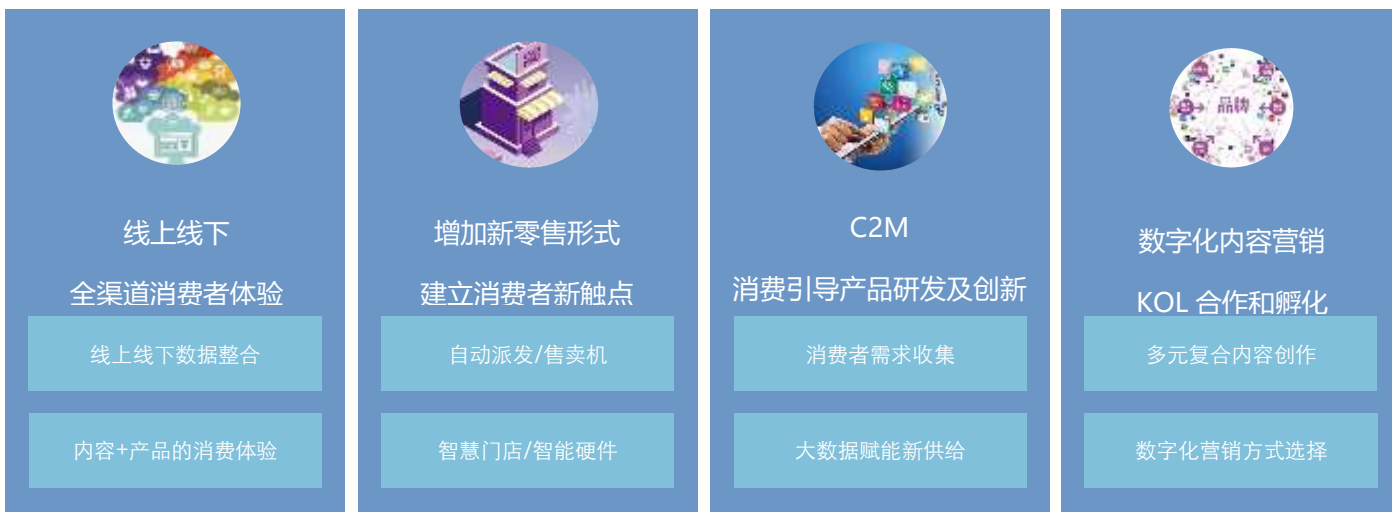 线上线下
全渠道消费者体验
线上线下数据整合
内容+产品的消费体验
增加新零售形式
建立消费者新触点
自动派发/售卖机
智慧门店/智能硬件
C2M
消费引导产品研发及创新
消费者需求收集
大数据赋能新供给
品牌
数字化内容营销
KOL 合作和孵化
多元复合内容创作
数字化营销方式选择